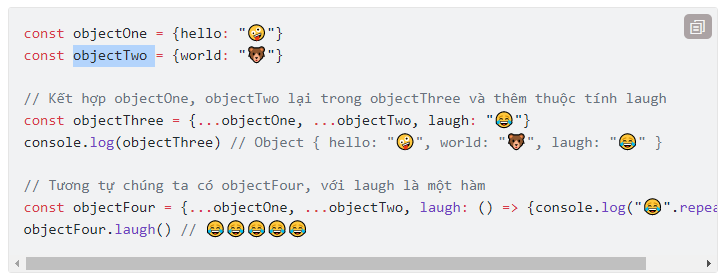 const objectOne = {hello: "🤪"}
const objectTwo = {world: "🐻"}
// Kết hợp objectOne, objectTwo lại trong objectThree và thêm thuộc tính laugh
const objectThree = {...objectOne, ...objectTwo, laugh: "😂"}
console.log(objectThree) // Object { hello: "🤪", world: "🐻", laugh: "😂" }
// Tương tự chúng ta có objectFour, với laugh là một hàm
const objectFour = {...objectOne, ...objectTwo, laugh: () => {console.log("😂".repea
objectFour.laugh() // 😂😂😂😂😂